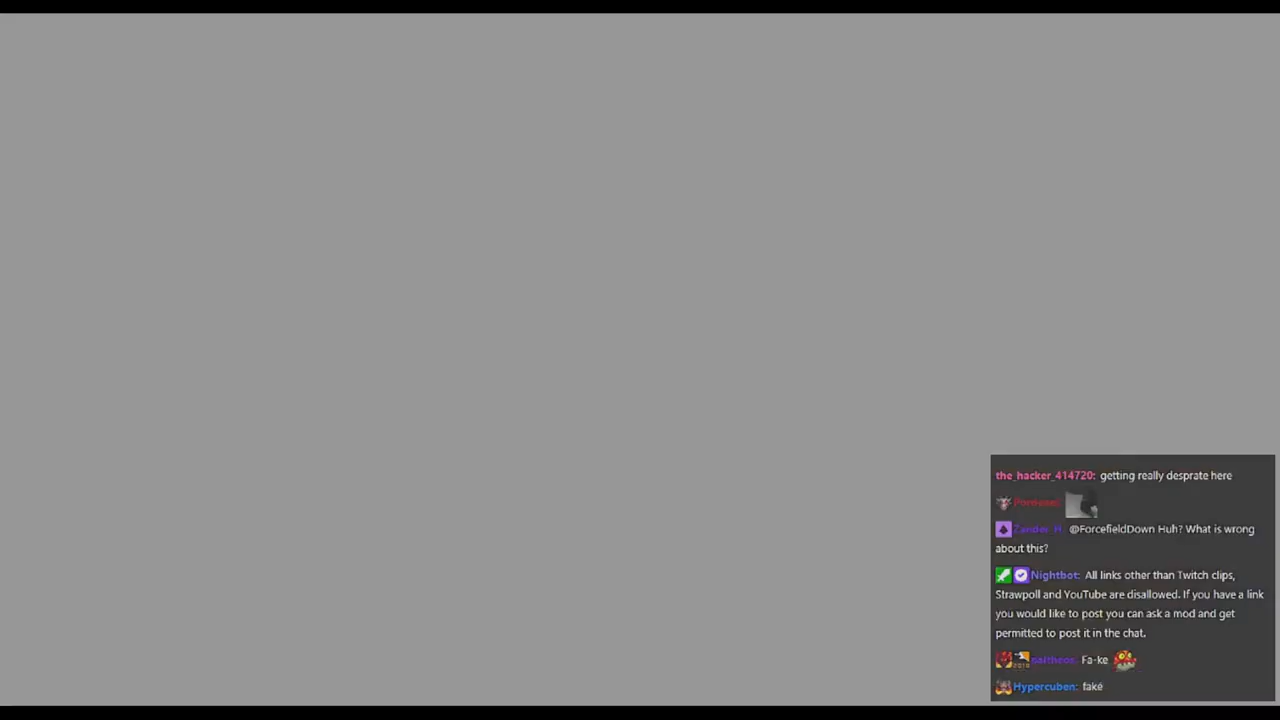 the_hacker_414720: getting really desprate here
Zander_H: @ForcefieldDown Huh? What is wrong
about this?
Nightbot: All links other than Twitch clips,
Strawpoll and YouTube are disallowed. If you have a link
you would like to post you can ask a mod and get
permitted to post it in the chat.
Fa-ke
Hypercuben: faké